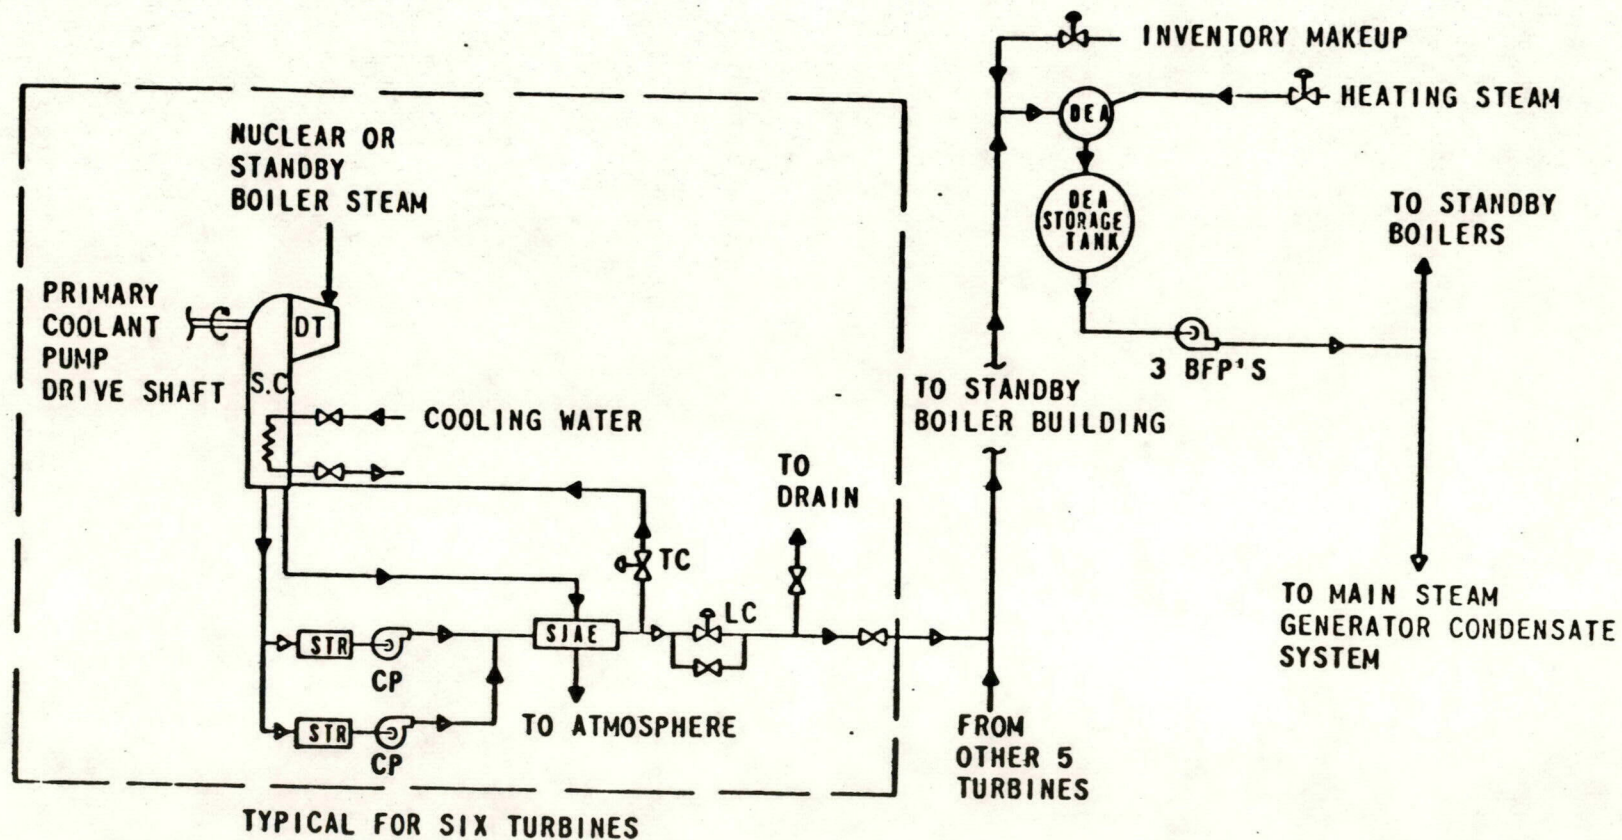 INVENTORY MAKEUP
HEATING STEAM
DEA
DEA
STORAGE
TANK
NUCLEAR OR
STANDBY
BOILER STEAM
TO STANDBY
BOILERS
PRIMARY
COOLANT
PUMP
DRIVE SHAFT
DT
S.C.
COOLING WATER
3 BFP'S
TO STANDBY
BOILER BUILDING
TO
DRAIN
TC
LC
SJAE
STR
CP
STR
CP
TO ATMOSPHERE
TO MAIN STEAM
GENERATOR CONDENSATE
SYSTEM
FROM
OTHER 5
TURBINES
TYPICAL FOR SIX TURBINES